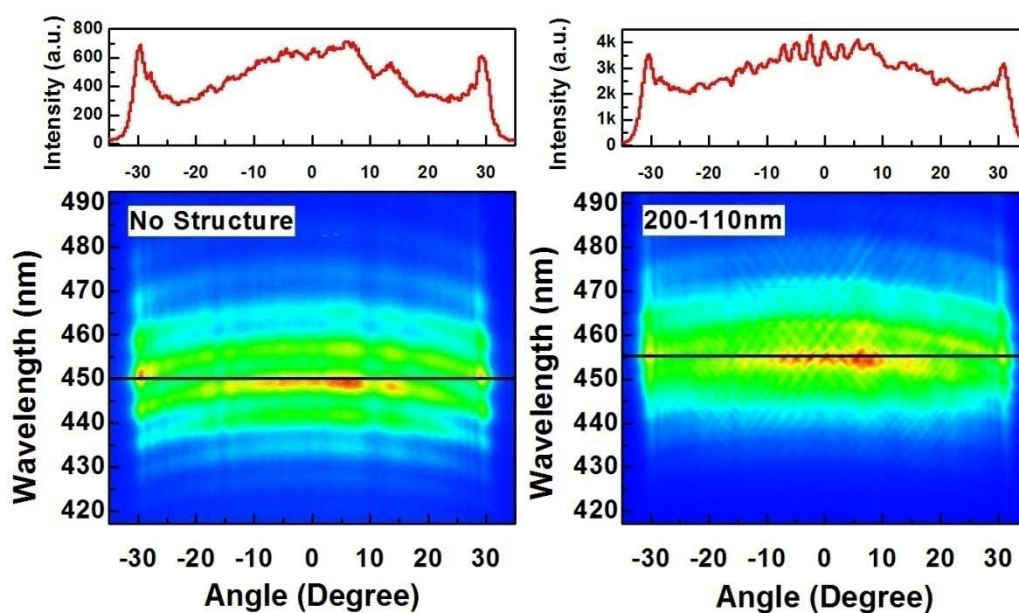 Intensity (a.u.)
800
600
400
200
0
-30 -20 -10 0 10 20 30
Intensity (a.u.)
4k
3k
2k
1k
0
-30 -20 -10 0 10 20 30
Wavelength (nm)
490
480
470
460
450
440
430
420
No Structure
-30 -20 -10 0 10 20 30
Angle (Degree)
Wavelength (nm)
490
480
470
460
450
440
430
420
200-110nm
-30 -20 -10 0 10 20 30
Angle (Degree)